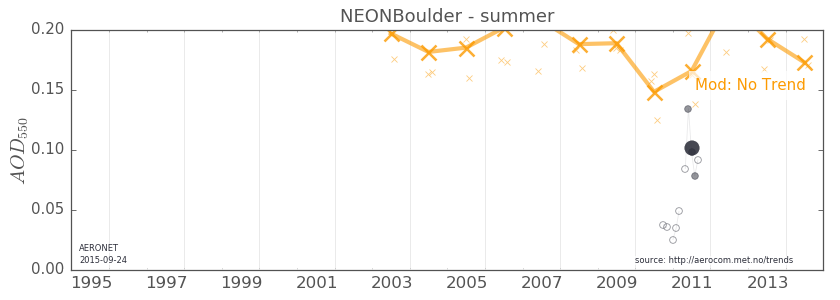 NEONBoulder - summer
0.20
0.15
0.10
0.05
0.00
AOD550
Mod: No Trend
AERONET
2015-09-24
source: http://aerocom.met.no/trends
1995 1997 1999 2001 2003 2005 2007 2009 2011 2013